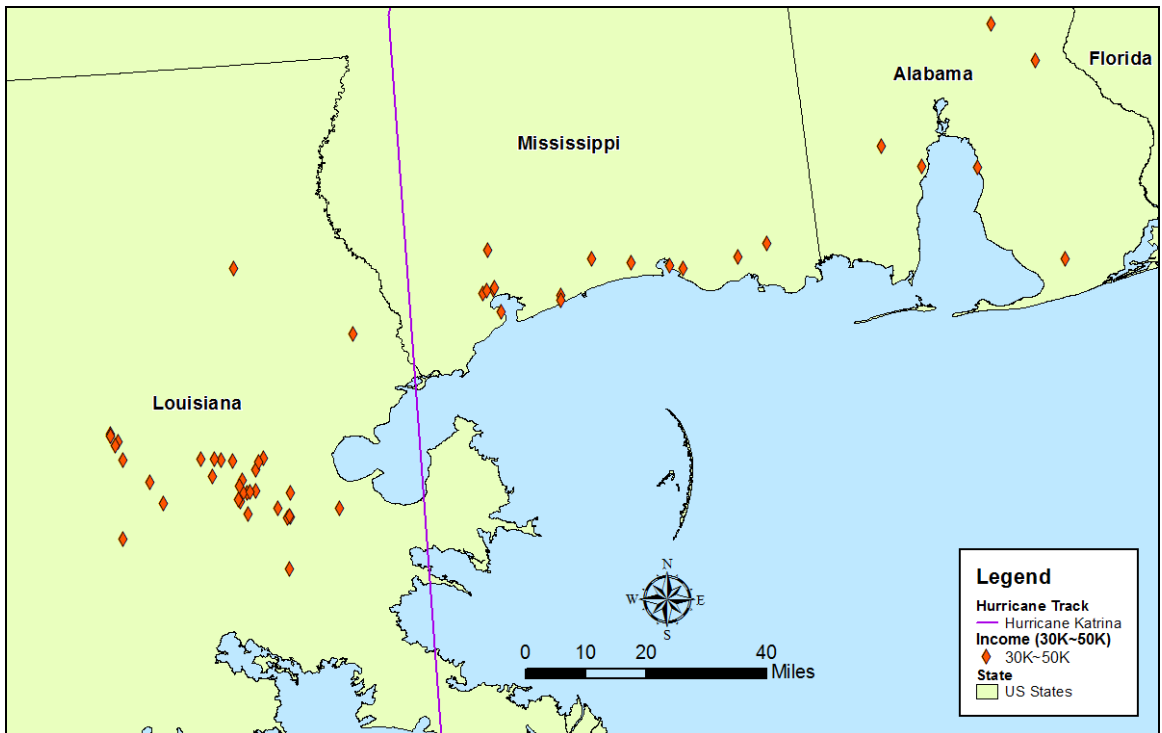 Florida
Alabama
Mississippi
Louisiana
N
W E
S
0 10 20 40
Miles
Legend
Hurricane Track
Hurricane Katrina
Income (30K~50K)
30K~50K
State
US States